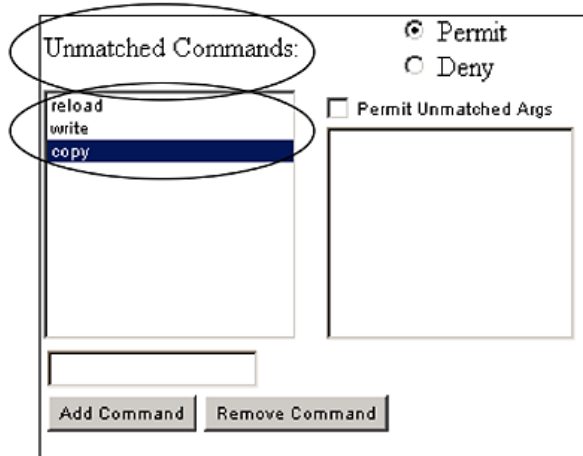 Unmatched Commands:
Permit
Deny
reload
write
copy
Permit Unmatched Args
Add Command
Remove Command